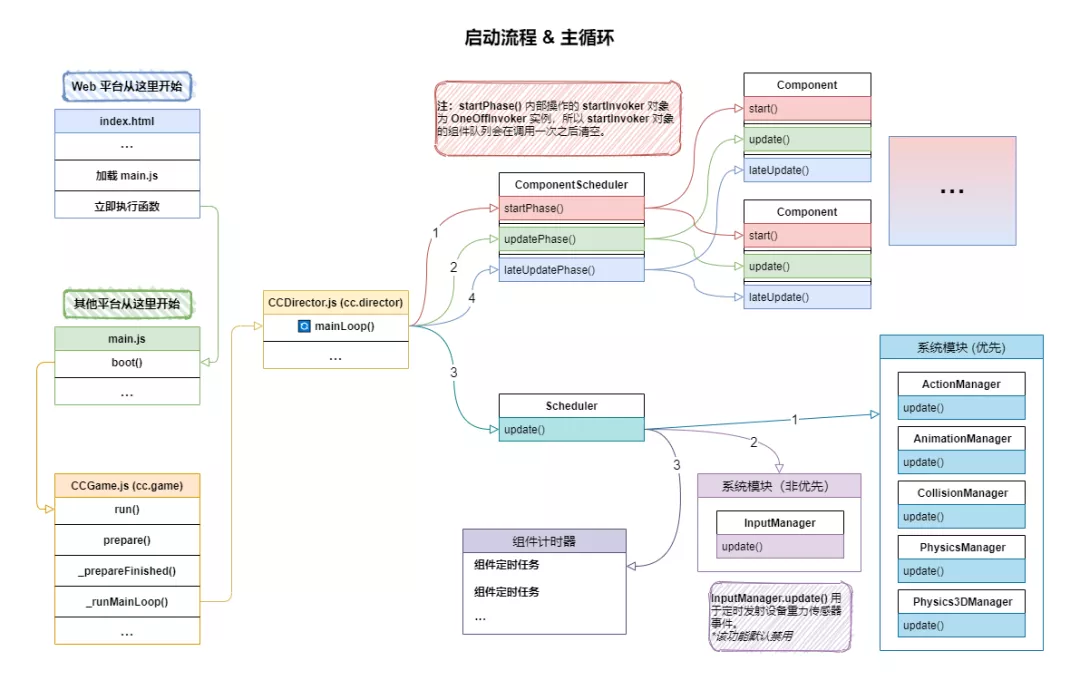 启动流程 & 主循环
Web 平台从这里开始
index.html
...
加载 main.js
立即执行函数
其他平台从这里开始
main.js
boot()
...
CCGame.js (cc.game)
run()
prepare()
_prepareFinished()
_runMainLoop()
...
CCDirector.js (cc.director)
mainLoop()
...
注：startPhase() 内部操作的 startInvoker 对象
为 OneOffInvoker 实例，所以 startInvoker 对象
的组件队列会在调用一次之后清空。
ComponentScheduler
startPhase()
updatePhase()
lateUpdatePhase()
1
2
4
3
Component
start()
update()
lateUpdate()
Component
start()
update()
lateUpdate()
...
Scheduler
update()
1
2
3
系统模块 (优先)
ActionManager
update()
AnimationManager
update()
CollisionManager
update()
PhysicsManager
update()
Physics3DManager
update()
系统模块（非优先）
InputManager
update()
InputManager.update() 用
于定时发射设备重力传感器
事件。
*该功能默认禁用
组件计时器
组件定时任务
组件定时任务
...